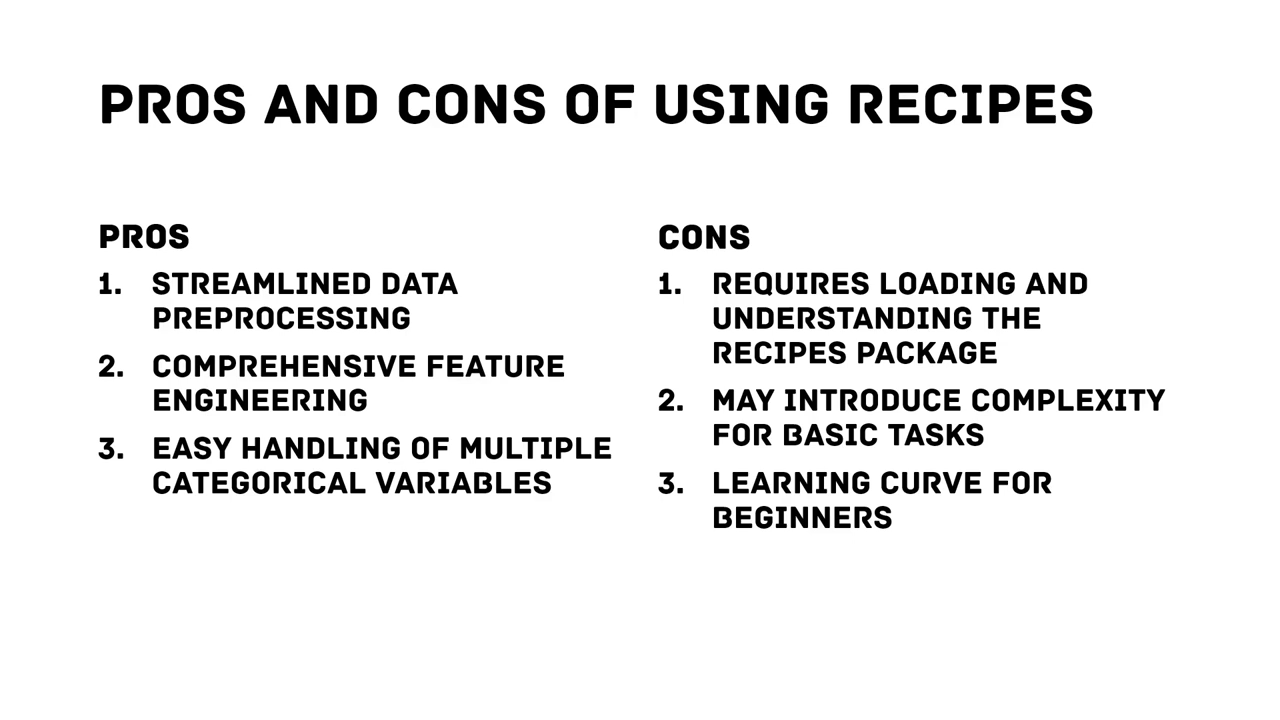 PROS AND CONS OF USING RECIPES
PROS
1. STREAMLINED DATA
PREPROCESSING
2. COMPREHENSIVE FEATURE
ENGINEERING
3. EASY HANDLING OF MULTIPLE
CATEGORICAL VARIABLES
CONS
1. REQUIRES LOADING AND
UNDERSTANDING THE
RECIPES PACKAGE
2. MAY INTRODUCE COMPLEXITY
FOR BASIC TASKS
3. LEARNING CURVE FOR
BEGINNERS